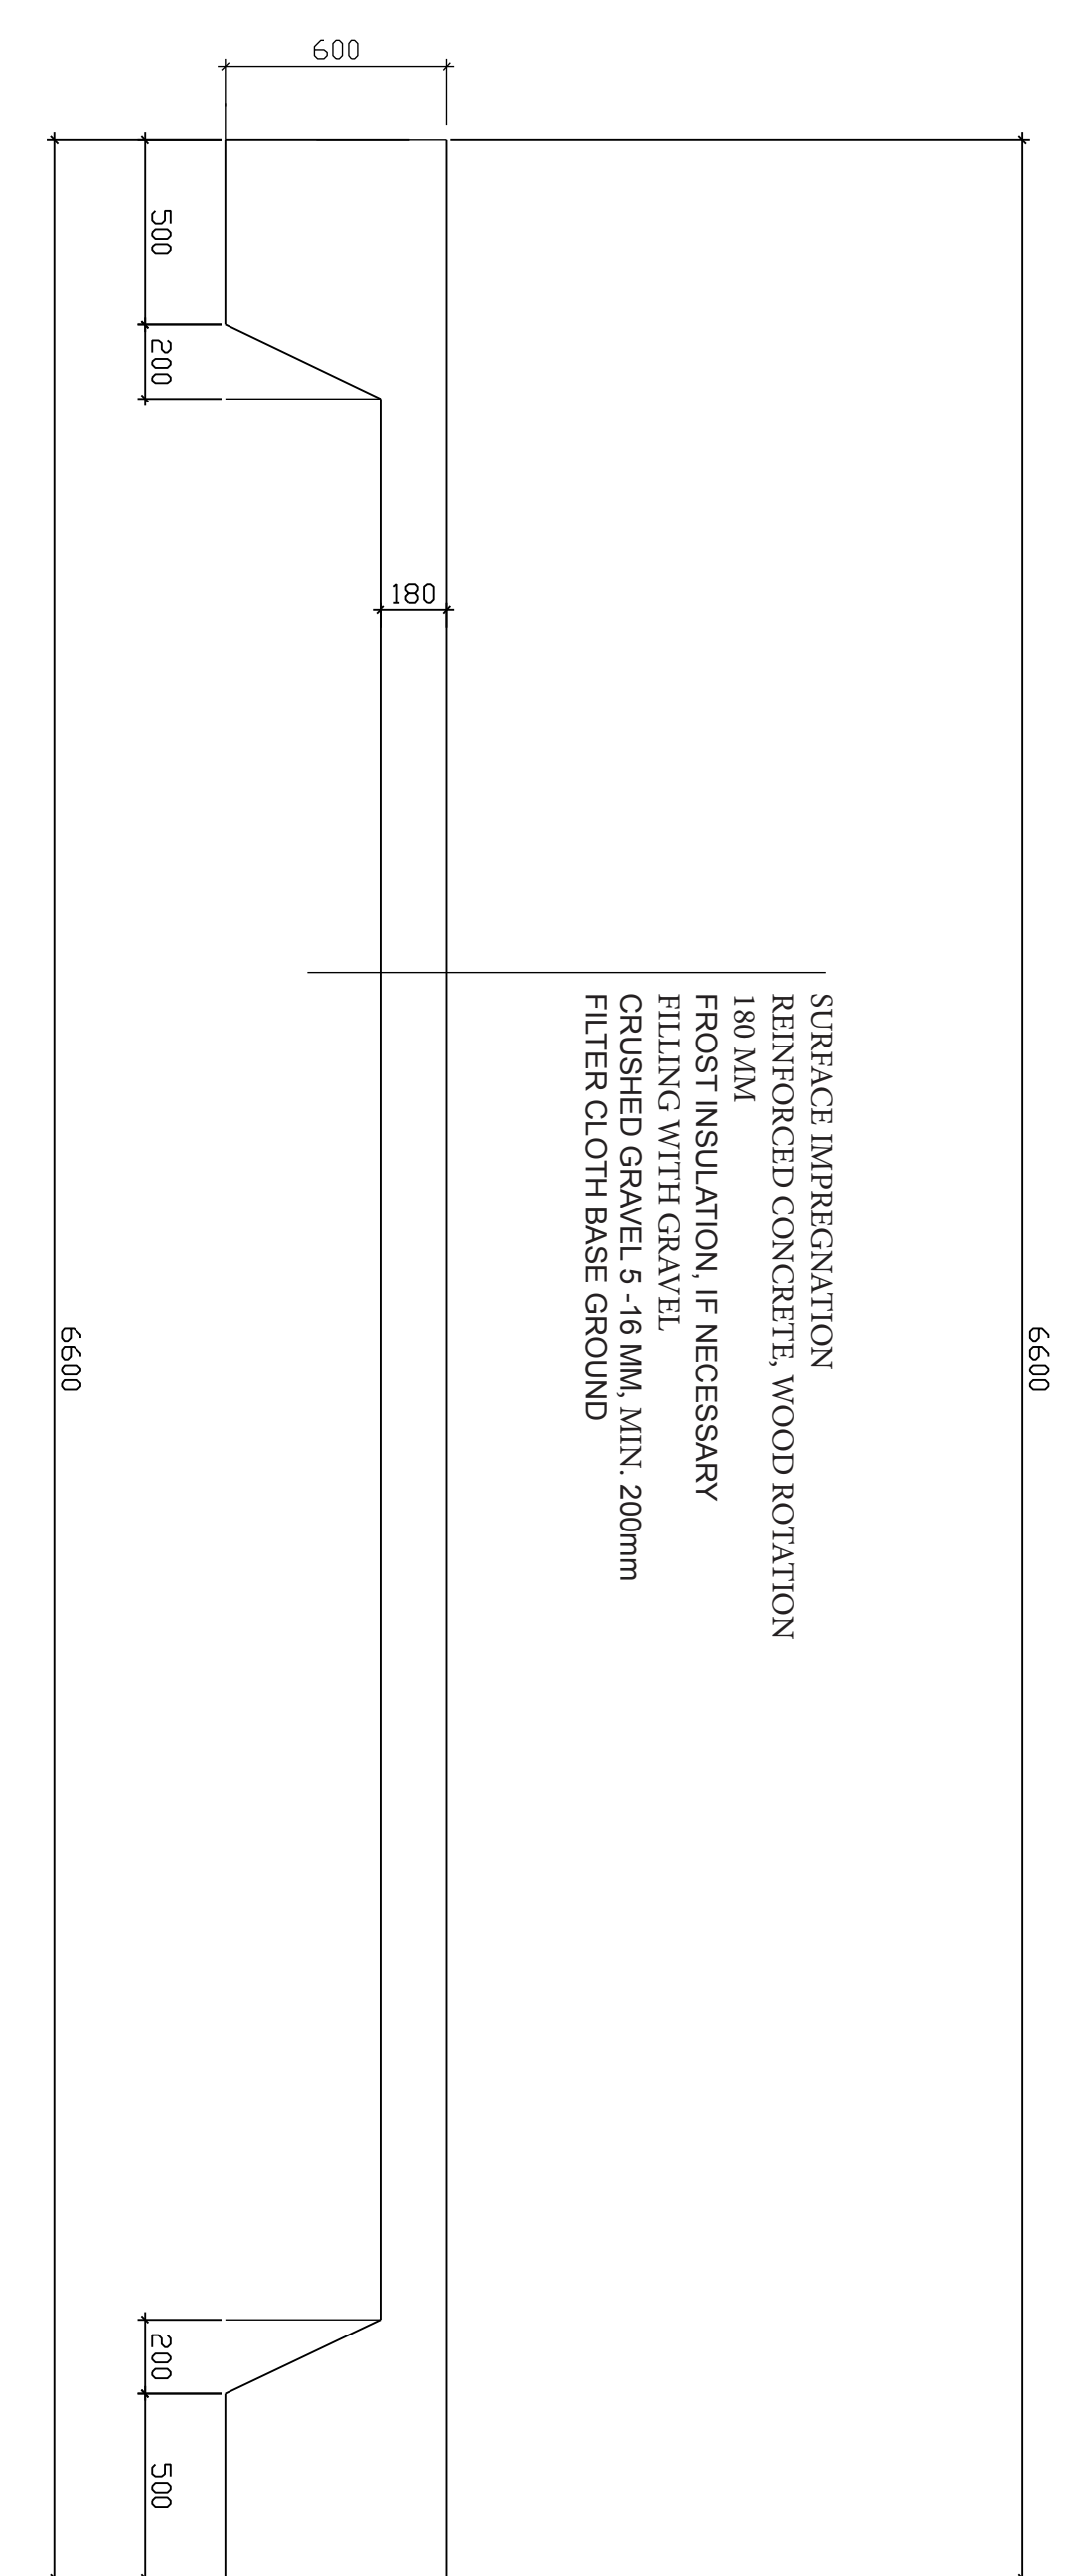 600
500
200
180
SURFACE IMPREGNATION
REINFORCED CONCRETE, WOOD ROTATION
180 MM
FROST INSULATION, IF NECESSARY
FILLING WITH GRAVEL
CRUSHED GRAVEL 5 -16 MM, MIN. 200mm
FILTER CLOTH BASE GROUND
6600
6600
200
500